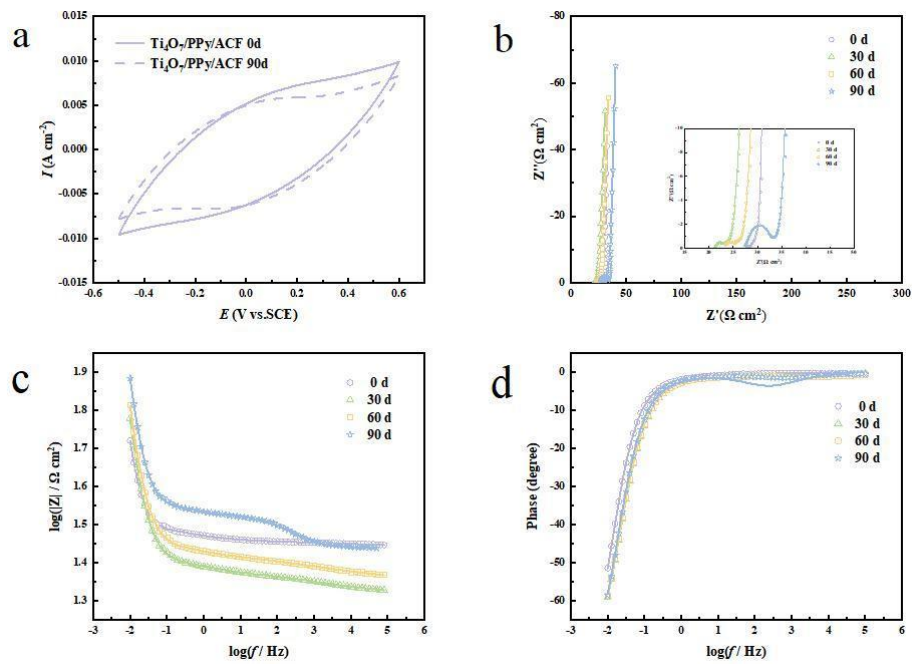 a
Ti₄O₇/PPy/ACF 0d
Ti₄O₇/PPy/ACF 90d
0.015
0.010
0.005
0.000
-0.005
-0.010
-0.015
I (A cm⁻²)
-0.6 -0.4 -0.2 0.0 0.2 0.4 0.6
E (V vs.SCE)
b
0 d
30 d
60 d
90 d
-80
-60
-40
-20
0
Z''(Ω cm²)
0 50 100 150 200 250 300
Z'(Ω cm²)
0 d
30 d
60 d
90 d
c
0 d
30 d
60 d
90 d
1.9
1.8
1.7
1.6
1.5
1.4
1.3
log(|Z| / Ω cm²)
-3 -2 -1 0 1 2 3 4 5 6
log(f / Hz)
d
0 d
30 d
60 d
90 d
0
-10
-20
-30
-40
-50
-60
Phase (degree)
-3 -2 -1 0 1 2 3 4 5 6
log(f / Hz)